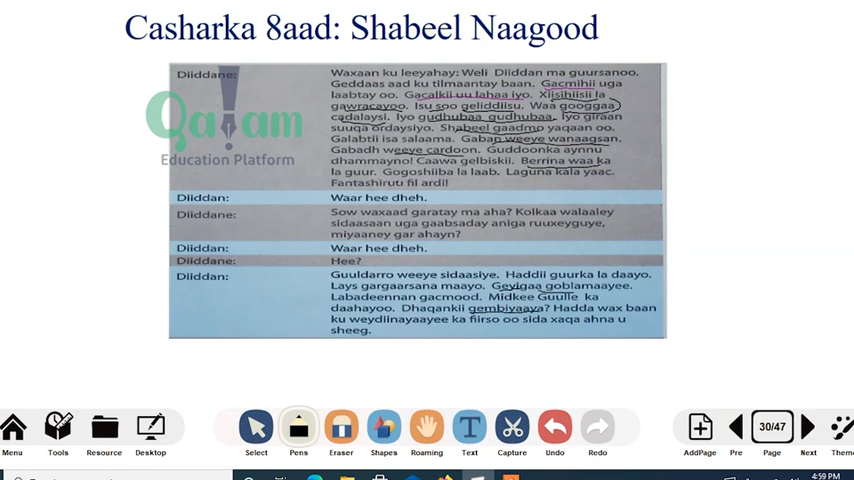 Casharka 8aad: Shabeel Naagood
Diiddane: Waxaan ku leeyahay: Weli Diiddan ma guursanoo.
Geddaas aad ku tilmaantay baan. Gacmihii uga
laabtay oo. Gacalkii uu lahaa iyo. Xiisihiisii la
gawracayoo. Isu soo geliddiisu. Waa googgaa
cadalaysi. Iyo gudhubaa gudhubaa. Iyo giraan
suuqa ordaysiyo. Shabeel gaadmo yaqaan oo.
Galabtii isa salaama. Gaban weeye wanaagsan.
Gabadh weeye cardoon. Guddoonka aynnu
dhammayno! Caawa gelbiskii. Berrina waa ka
la guur. Gogoshiiba la laab. Laguna kala yaac.
Fantashiruti fil ardi!
Qalam
Education Platform
Diiddan: Waar hee dheh.
Diiddane: Sow waxaad garatay ma aha? Kolkaa walaaley
sidaasaan uga gaabsaday aniga ruuxeyguye,
miyaaney gar ahayn?
Diiddan: Waar hee dheh.
Diiddane: Hee?
Diiddan: Guuldarro weeye sidaasiye. Haddii guurka la daayo.
Lays gargaarsana maayo. Geyigaa goblamaayee.
Labadeennan gacmood. Midkee Guulle ka
daahayoo. Dhaqankii gembiyaaya? Hadda wax baan
ku weydiinayaayee ka fiirso oo sida xaqa ahna u
sheeg.
Menu Tools Resource Desktop Select Pens Eraser Shapes Roaming Text Capture Undo Redo AddPage Pre 30/47 Page Next Theme
4:59 PM